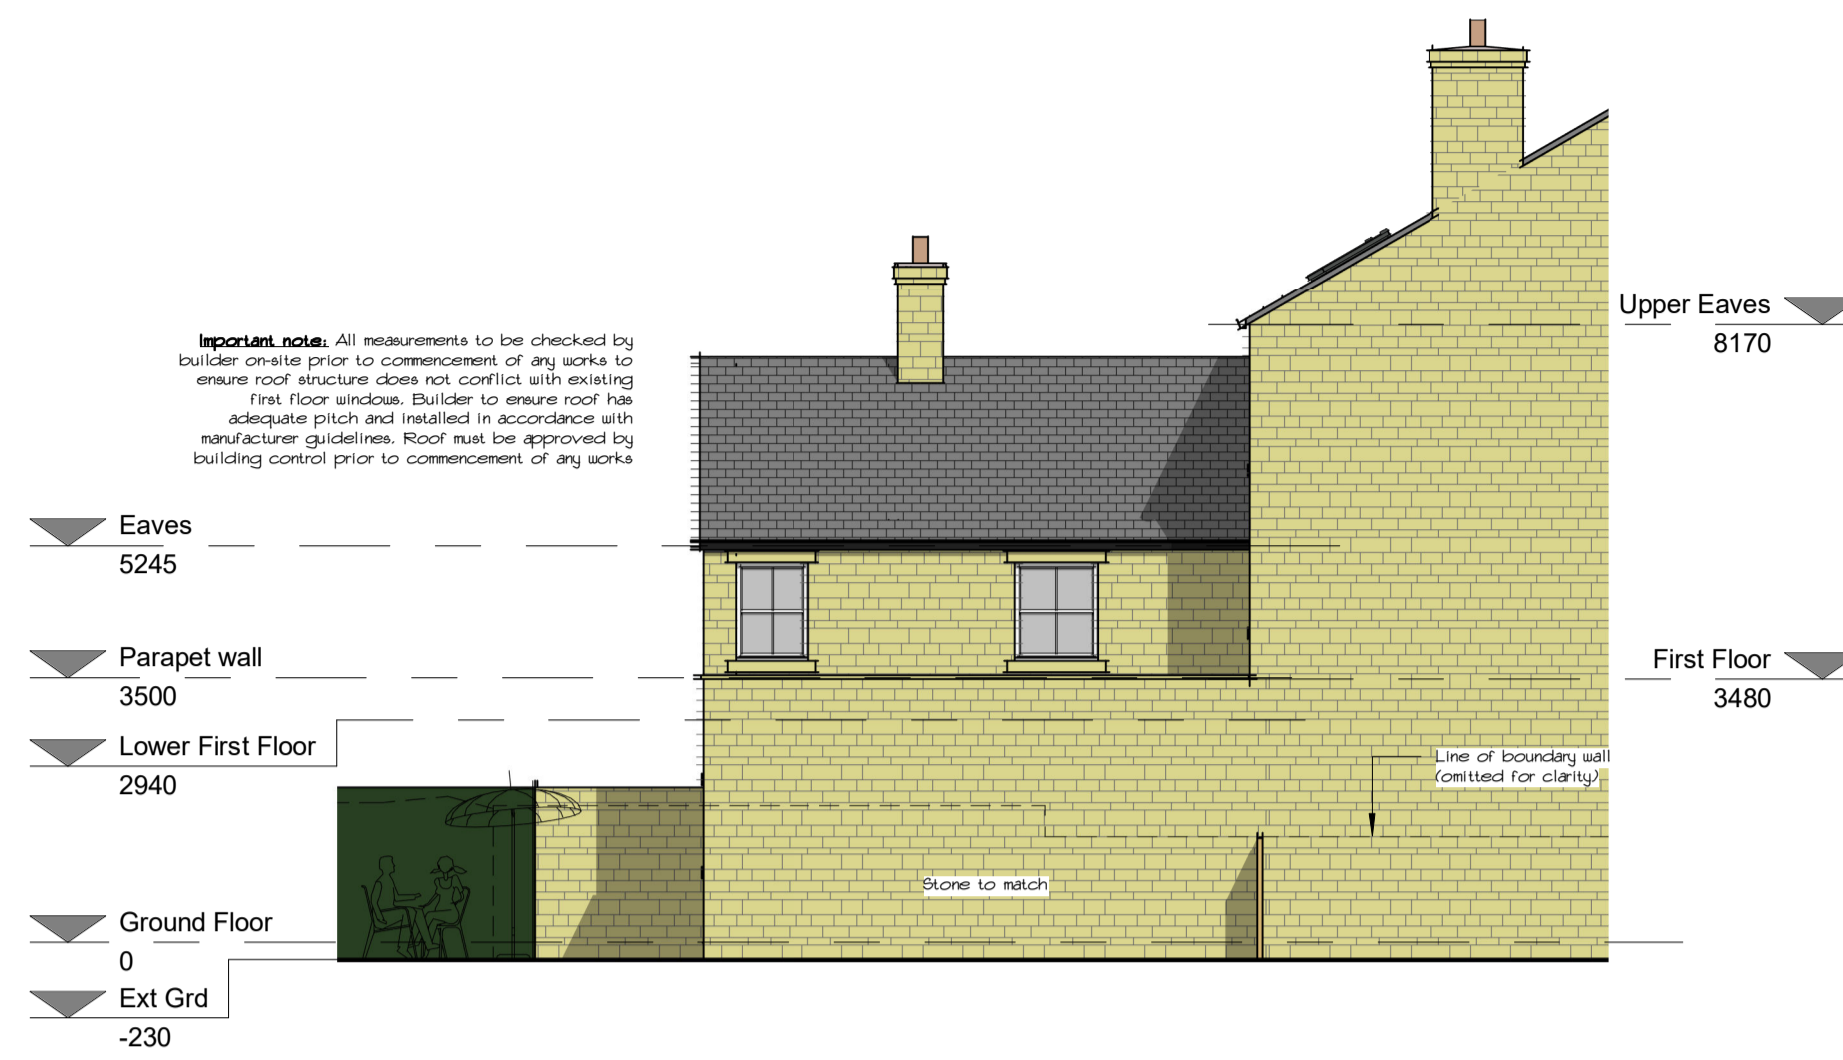 Important note: All measurements to be checked by
builder on-site prior to commencement of any works to
ensure roof structure does not conflict with existing
first floor windows. Builder to ensure roof has
adequate pitch and installed in accordance with
manufacturer guidelines. Roof must be approved by
building control prior to commencement of any works
Upper Eaves
8170
Eaves
5245
Parapet wall
3500
First Floor
3480
Lower First Floor
2940
Line of boundary wall
(omitted for clarity)
Stone to match
Ground Floor
0
Ext Grd
-230